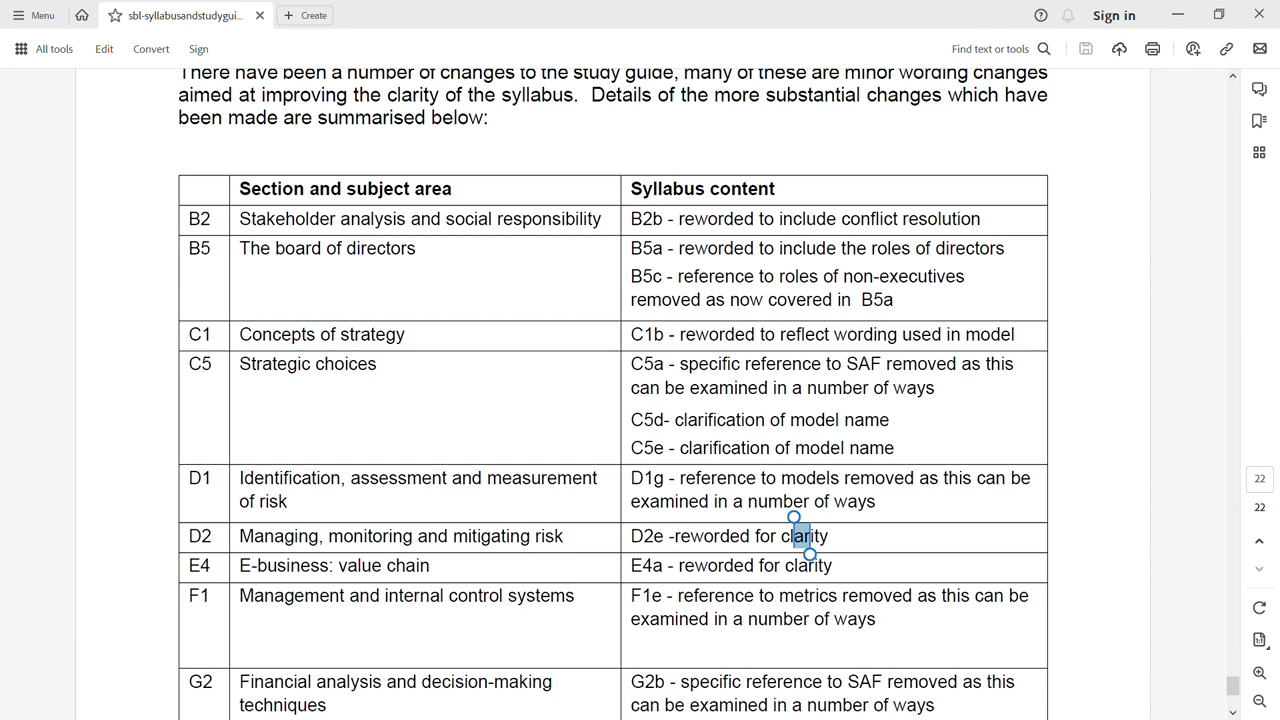 Menu sbl-syllabusandstudygui... Create Sign in
All tools Edit Convert Sign Find text or tools
There have been a number of changes to the study guide, many of these are minor wording changes
aimed at improving the clarity of the syllabus. Details of the more substantial changes which have
been made are summarised below:
Section and subject area Syllabus content
B2 Stakeholder analysis and social responsibility B2b - reworded to include conflict resolution
B5 The board of directors B5a - reworded to include the roles of directors
B5c - reference to roles of non-executives
removed as now covered in B5a
C1 Concepts of strategy C1b - reworded to reflect wording used in model
C5 Strategic choices C5a - specific reference to SAF removed as this
can be examined in a number of ways
C5d- clarification of model name
C5e - clarification of model name
D1 Identification, assessment and measurement D1g - reference to models removed as this can be
of risk examined in a number of ways
D2 Managing, monitoring and mitigating risk D2e -reworded for clarity
E4 E-business: value chain E4a - reworded for clarity
F1 Management and internal control systems F1e - reference to metrics removed as this can be
examined in a number of ways
G2 Financial analysis and decision-making G2b - specific reference to SAF removed as this
techniques can be examined in a number of ways
22
22
1:1